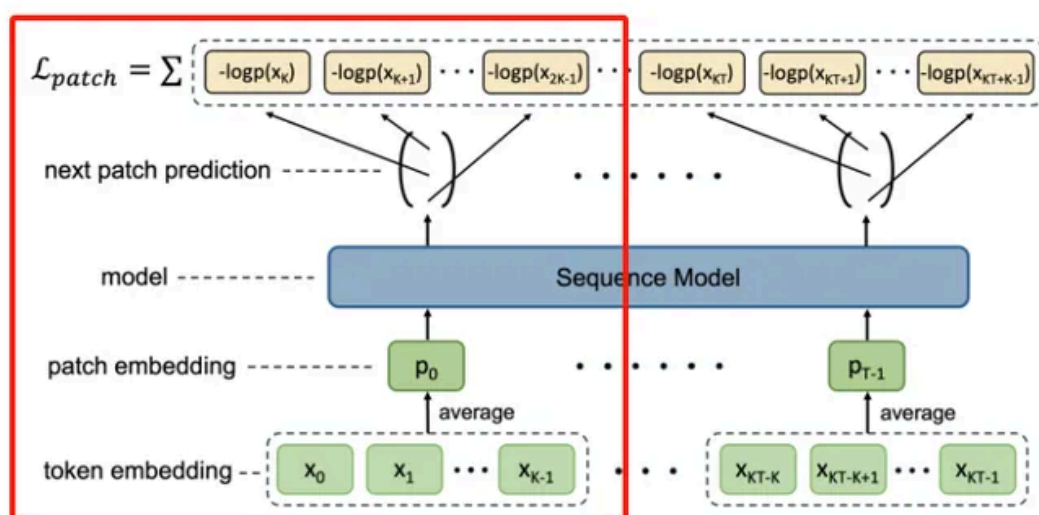 ℒpatch = ∑ -logp(xK) -logp(xK+1) ··· -logp(x2K-1) ··· -logp(xKT) -logp(xKT+1) ··· -logp(xKT+K-1)
next patch prediction
model Sequence Model
patch embedding p0 pT-1
average average
token embedding x0 x1 ··· xK-1 xKT-K xKT-K+1 ··· xKT-1